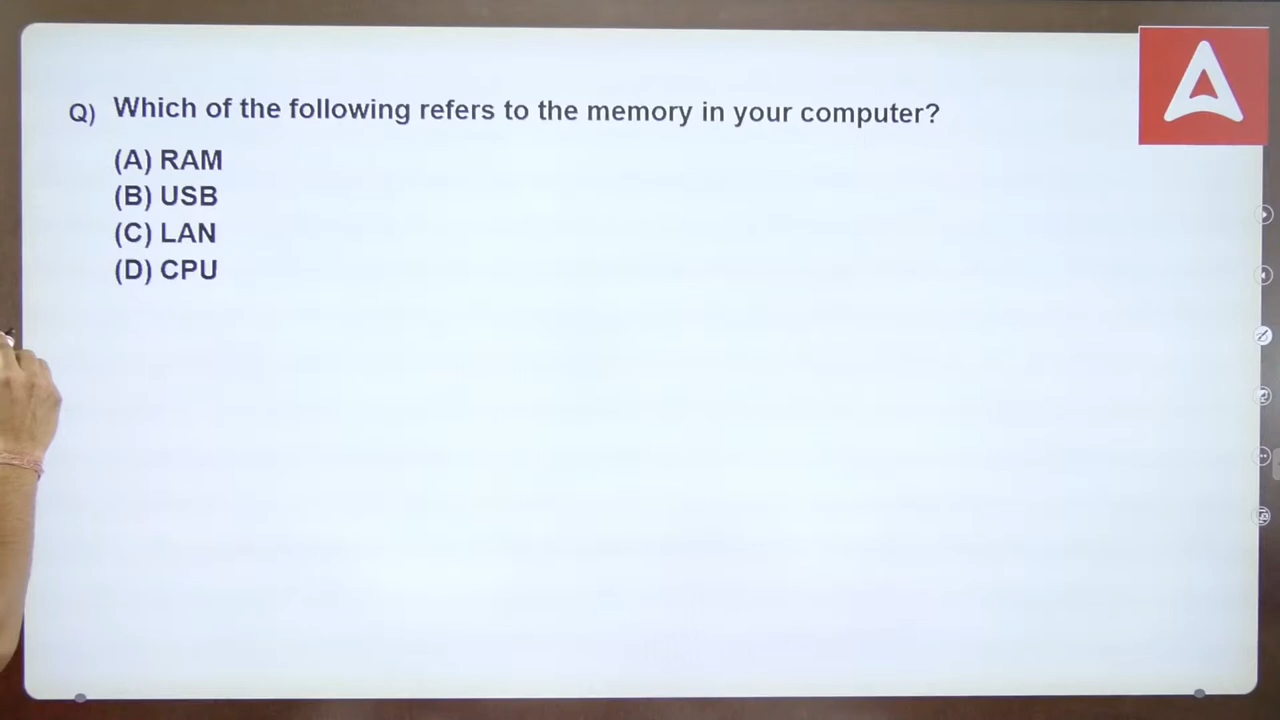 Q) Which of the following refers to the memory in your computer?
(A) RAM
(B) USB
(C) LAN
(D) CPU